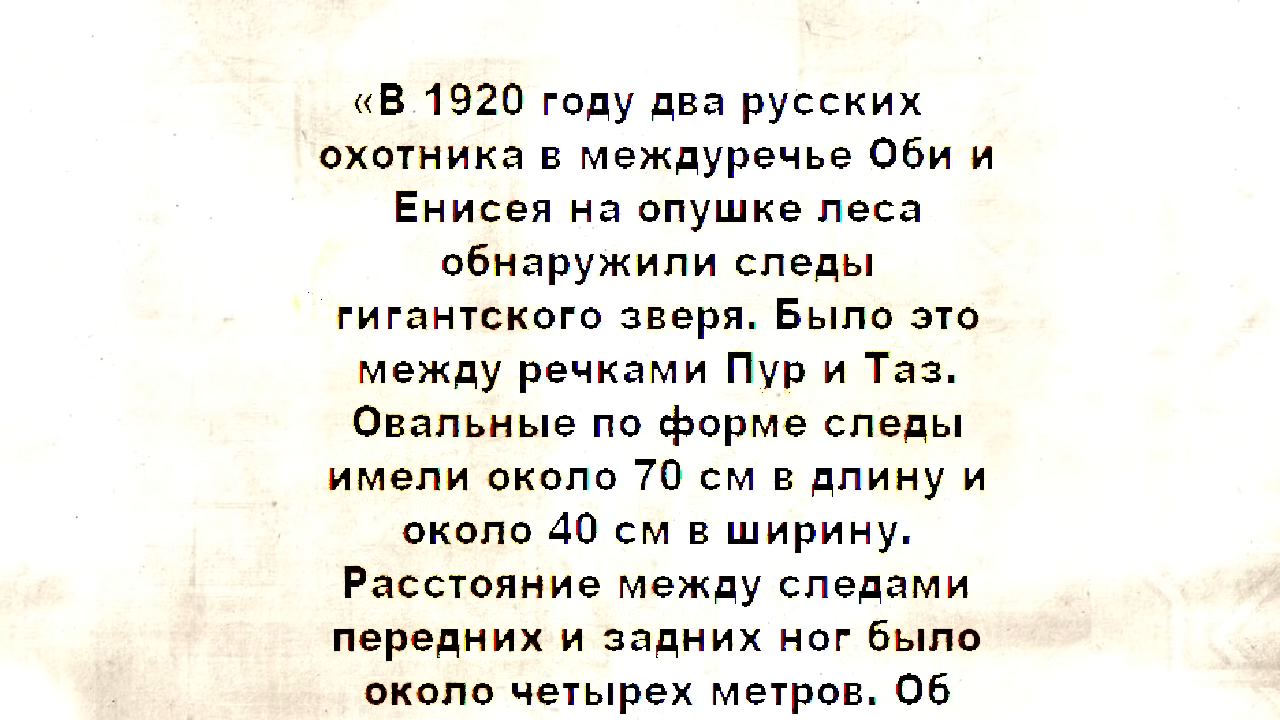 «В 1920 году два русских
охотника в междуречье Оби и
Енисея на опушке леса
обнаружили следы
гигантского зверя. Было это
между речками Пур и Таз.
Овальные по форме следы
имели около 70 см в длину и
около 40 см в ширину.
Расстояние между следами
передних и задних ног было
около четырех метров. Об